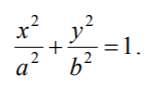 x²/a² + y²/b² = 1.